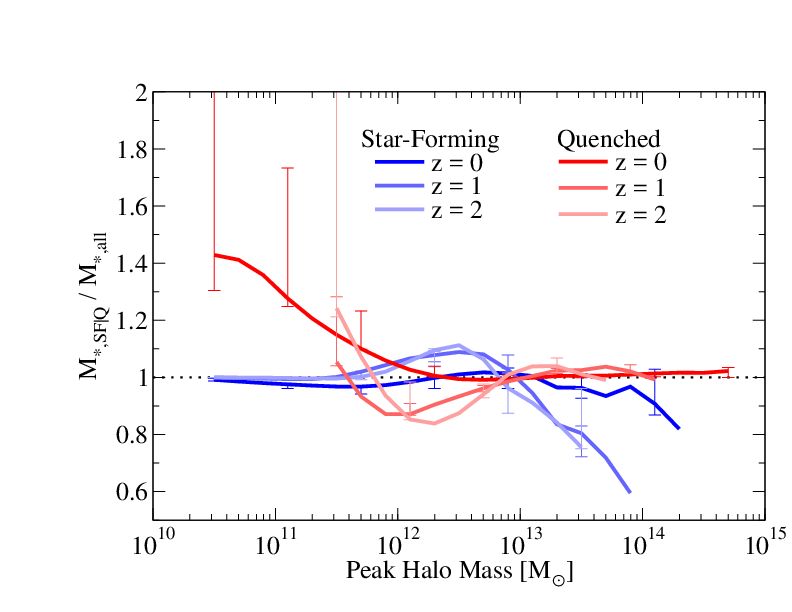 2
1.8
1.6
1.4
1.2
1
0.8
0.6
M*,SF|Q / M*,all
Star-Forming
z = 0
z = 1
z = 2
Quenched
z = 0
z = 1
z = 2
10^10 10^11 10^12 10^13 10^14 10^15
Peak Halo Mass [M⊙]